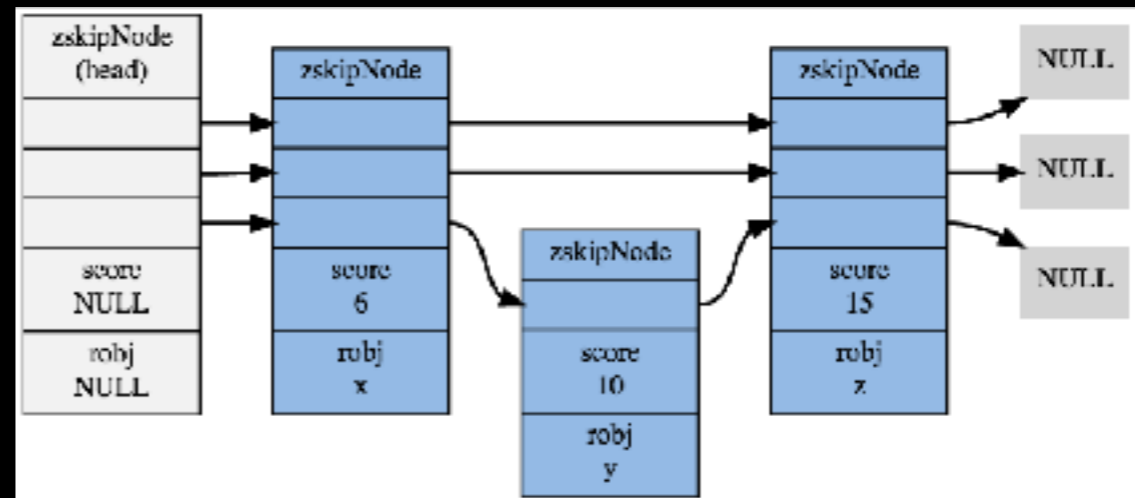 zskipNode
(head)
score
NULL
robj
NULL
zskipNode
score
6
robj
x
zskipNode
score
10
robj
y
zskipNode
score
15
robj
z
NULL
NULL
NULL